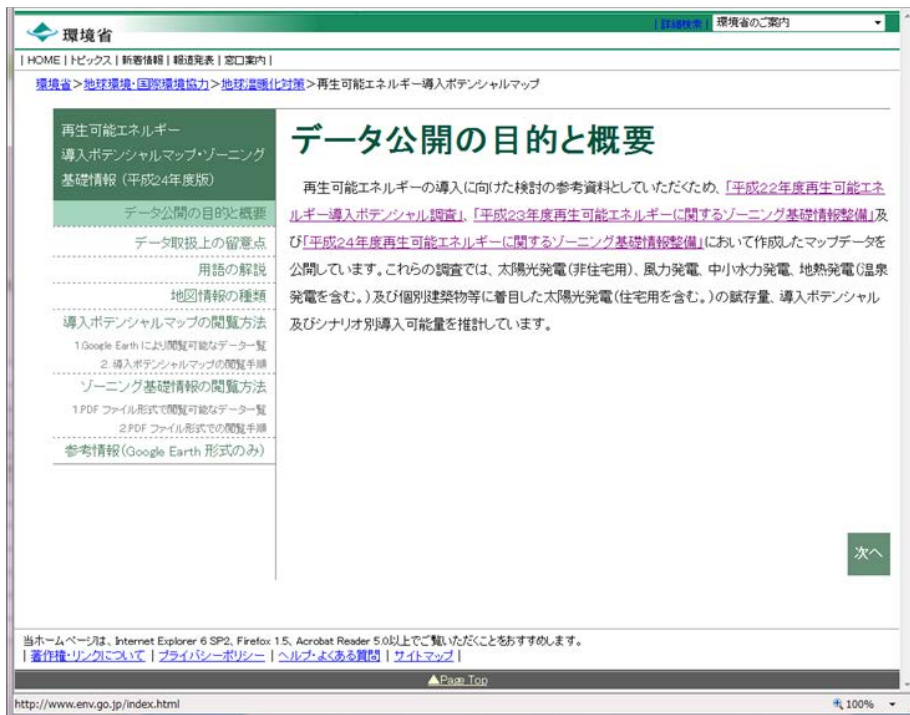 環境省
| 詳細検索 | 環境省のご案内
| HOME | トピックス | 新着情報 | 報道発表 | 窓口案内 |
環境省>地球環境・国際環境協力>地球温暖化対策>再生可能エネルギー導入ポテンシャルマップ
再生可能エネルギー
導入ポテンシャルマップ・ゾーニング
基礎情報（平成24年度版）
データ公開の目的と概要
データ取扱上の留意点
用語の解説
地図情報の種類
導入ポテンシャルマップの閲覧方法
1.Google Earth により閲覧可能なデータ一覧
2. 導入ポテンシャルマップの閲覧手順
ゾーニング基礎情報の閲覧方法
1.PDF ファイル形式で閲覧可能なデータ一覧
2.PDF ファイル形式での閲覧手順
参考情報(Google Earth 形式のみ)
データ公開の目的と概要
再生可能エネルギーの導入に向けた検討の参考資料としていただくため、「平成22年度再生可能エネ
ルギー導入ポテンシャル調査」、「平成23年度再生可能エネルギーに関するゾーニング基礎情報整備」及
び「平成24年度再生可能エネルギーに関するゾーニング基礎情報整備」において作成したマップデータを
公開しています。これらの調査では、太陽光発電(非住宅用)、風力発電、中小水力発電、地熱発電(温泉
発電を含む。)及び個別建築物等に着目した太陽光発電(住宅用を含む。)の賦存量、導入ポテンシャル
及びシナリオ別導入可能量を推計しています。
次へ
当ホームページは、Internet Explorer 6 SP2, Firefox 1.5, Acrobat Reader 5.0以上でご覧いただくことをおすすめします。
| 著作権・リンクについて | プライバシーポリシー | ヘルプ・よくある質問 | サイトマップ |
▲Page Top
http://www.env.go.jp/index.html
100%